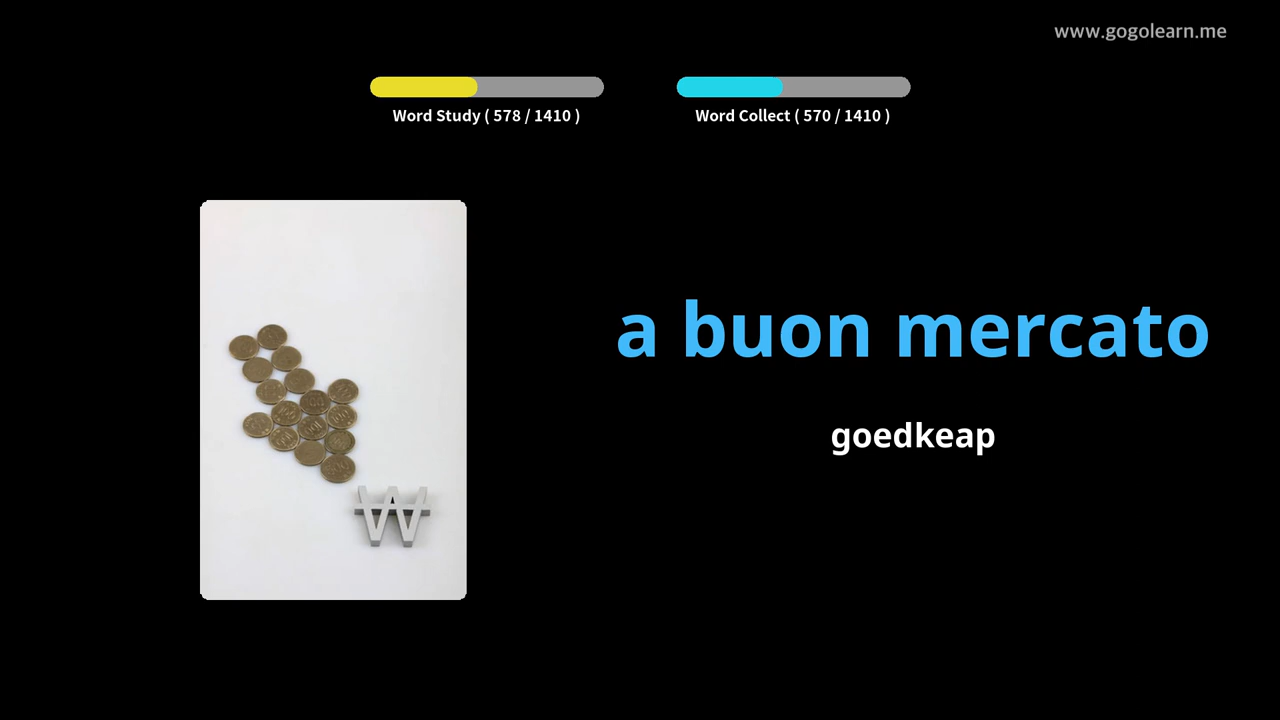 www.gogolearn.me
Word Study ( 578 / 1410 )
Word Collect ( 570 / 1410 )
a buon mercato
goedkeap
₩